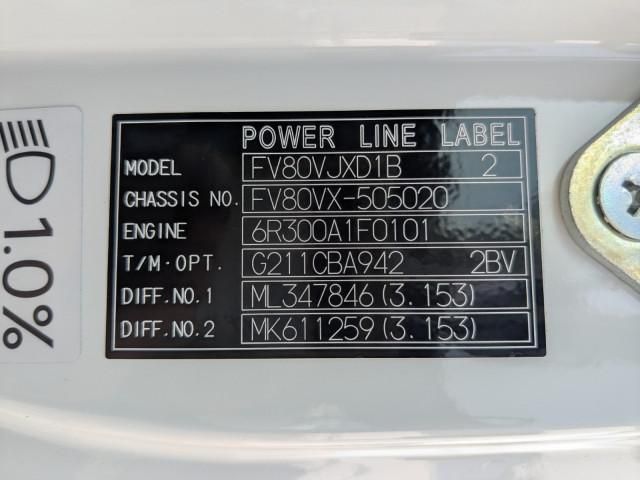 POWER LINE LABEL
MODEL FV80VJXD1B 2
CHASSIS NO. FV80VX-505020
ENGINE 6R300A1F0101
T/M·OPT. G211CBA942 2BV
DIFF.NO.1 ML347846(3.153)
DIFF.NO.2 MK611259(3.153)
1.0%